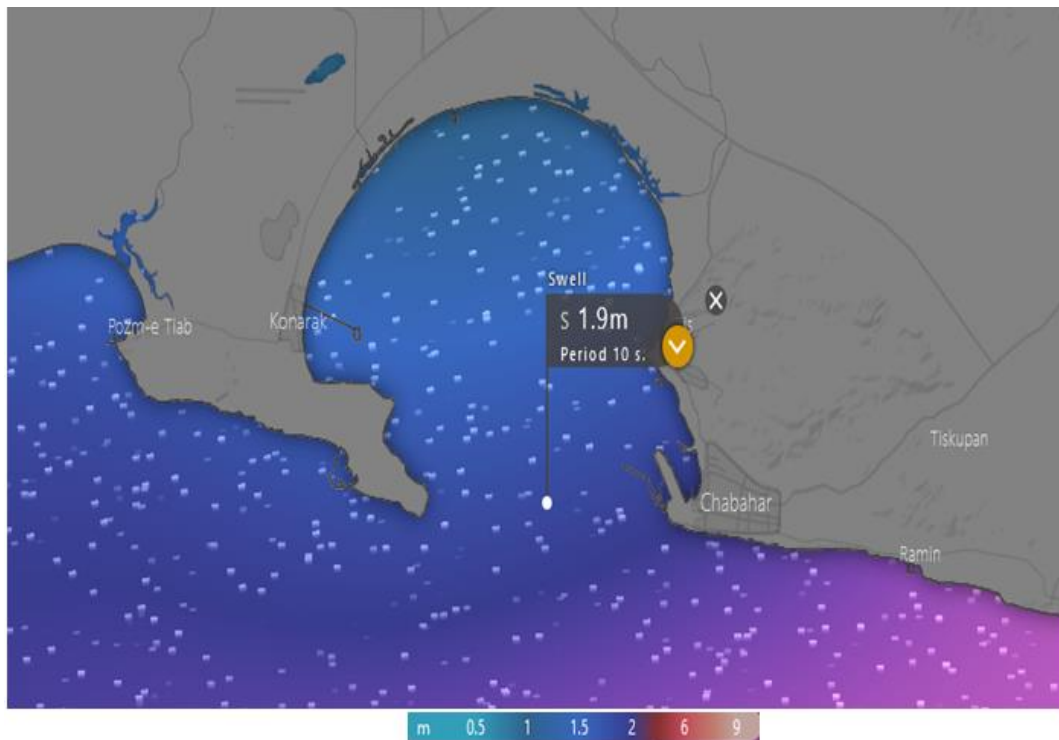 Swell
S 1.9m
X
Period 10 s.
Pozm-e Tiab
Konarak
Tiskupan
Chabahar
Ramin
m 0.5 1 1.5 2 6 9